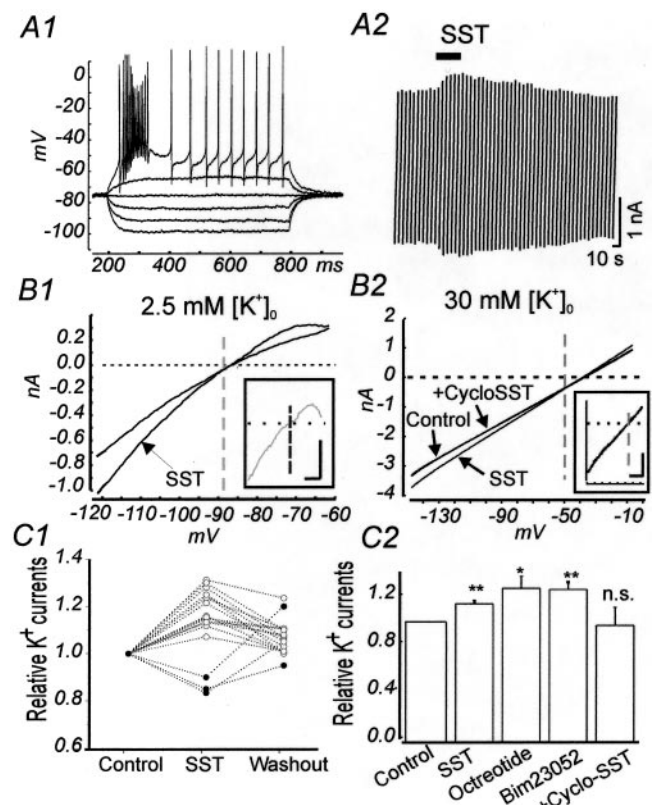 A1
0
-20
-40
-60
-80
-100
mV
200 400 600 800 ms
A2
SST
1 nA
10 s
B1
2.5 mM [K⁺]₀
0.2
0.0
-0.2
-0.4
-0.6
-0.8
-1.0
nA
SST
-120 -110 -100 -90 -80 -70 -60
mV
B2
30 mM [K⁺]₀
2
1
0
-1
-2
-3
-4
nA
+CycloSST
Control
SST
-130 -90 -50 -10
mV
C1
1.4
1.2
1.0
0.8
0.6
Relative K⁺ currents
Control SST Washout
C2
1.2
0.8
0.4
0.0
Relative K⁺ currents
**
*
**
n.s.
Control
SST
Octreotide
Bim23052
+Cyclo-SST